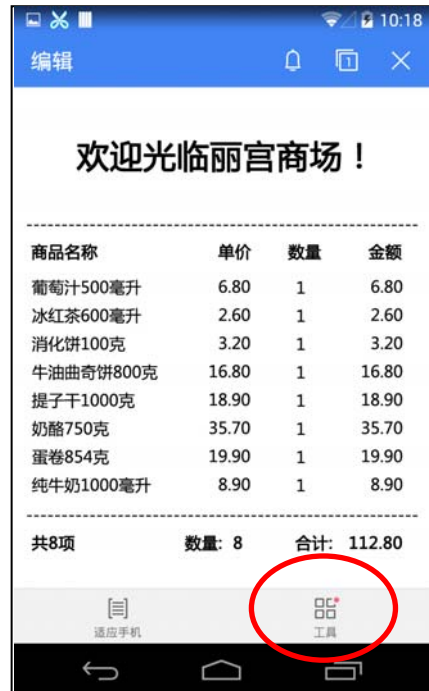 10:18
编辑
1
欢迎光临丽宫商场！
商品名称 单价 数量 金额
葡萄汁500毫升 6.80 1 6.80
冰红茶600毫升 2.60 1 2.60
消化饼100克 3.20 1 3.20
牛油曲奇饼800克 16.80 1 16.80
提子干1000克 18.90 1 18.90
奶酪750克 35.70 1 35.70
蛋卷854克 19.90 1 19.90
纯牛奶1000毫升 8.90 1 8.90
共8项 数量: 8 合计: 112.80
适应手机 工具